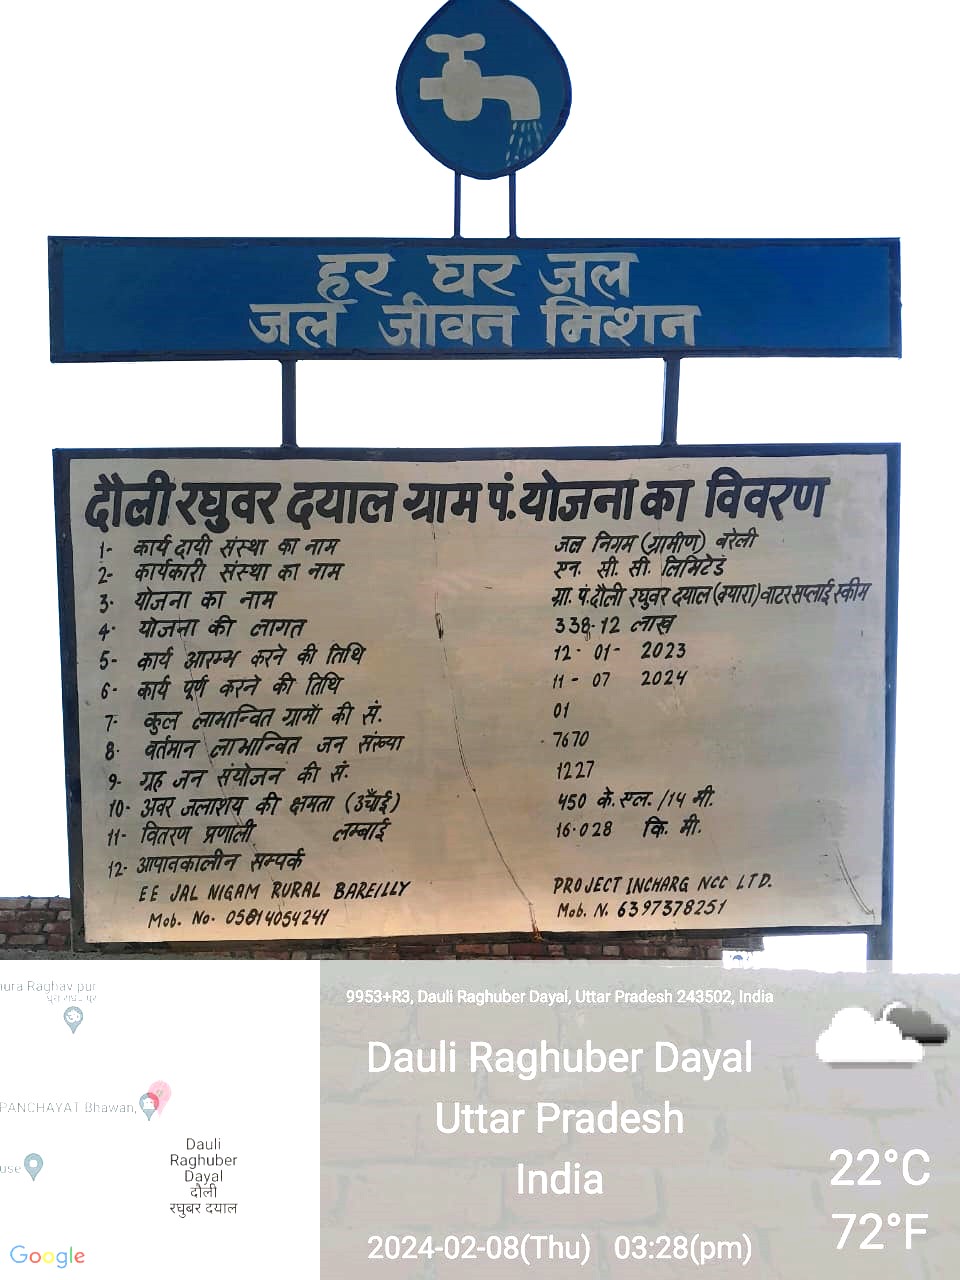 हर घर जल
जल जीवन मिशन
दौली रघुवर दयाल ग्राम पं. योजना का विवरण
1- कार्य दायी संस्था का नाम जल निगम (ग्रामीण) बरेली
2- कार्यकारी संस्था का नाम एन. सी. सी. लिमिटेड
3- योजना का नाम ग्रा. पं. दौली रघुवर दयाल (क्यारा) वाटर सप्लाई स्कीम
4- योजना की लागत 338.12 लाख
5- कार्य आरम्भ करने की तिथि 12-01-2023
6- कार्य पूर्ण करने की तिथि 11-07 2024
7- कुल लाभान्वित ग्रामों की सं. 01
8- वर्तमान लाभान्वित जन संख्या 7670
9- ग्रह जन संयोजन की सं. 1227
10- अवर जलाशय की क्षमता (उँचाई) 450 के. एल. /14 मी.
11- वितरण प्रणाली लम्बाई 16.028 कि. मी.
12- आपानकालीन सम्पर्क
EE JAL NIGAM RURAL BAREILLY PROJECT INCHARG NCC LTD.
Mob. No. 05814054241 Mob. N. 6397378251
9953+R3, Dauli Raghuber Dayal, Uttar Pradesh 243502, India
Dauli Raghuber Dayal
Uttar Pradesh
India
2024-02-08(Thu) 03:28(pm)
22°C
72°F
Raghav pur
PANCHAYAT Bhawan,
Dauli
Raghuber
Dayal
दौली
रघुबर दयाल
Google